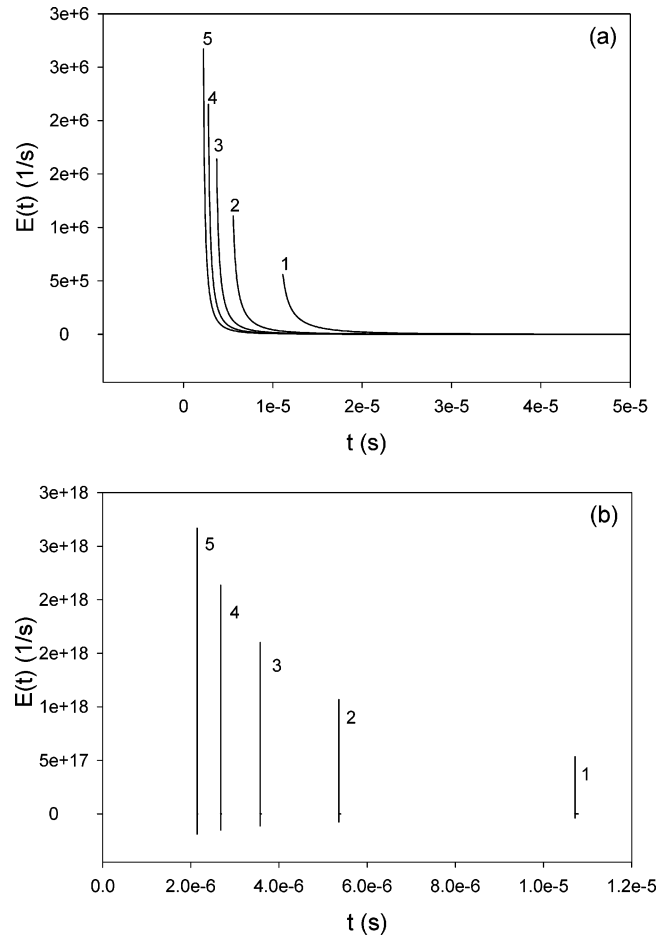 3e+6
(a)
5
3e+6
4
2e+6
3
2e+6
2
1e+6
1
5e+5
0
E(t) (1/s)
0 1e-5 2e-5 3e-5 4e-5 5e-5
t (s)
3e+18
(b)
3e+18
5
2e+18
4
2e+18
3
1e+18
2
5e+17
1
0
E(t) (1/s)
0.0 2.0e-6 4.0e-6 6.0e-6 8.0e-6 1.0e-5 1.2e-5
t (s)